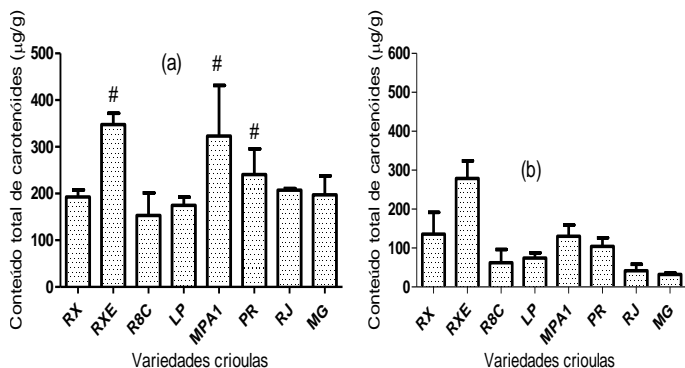 Conteúdo total de carotenóides (µg/g)
500
400
300
200
100
0
(a)
#
#
#
RX
RXE
R8C
LP
MPA1
PR
RJ
MG
Variedades crioulas
Conteúdo total de carotenóides (µg/g)
600
500
400
300
200
100
0
(b)
RX
RXE
R8C
LP
MPA1
PR
RJ
MG
Variedades crioulas